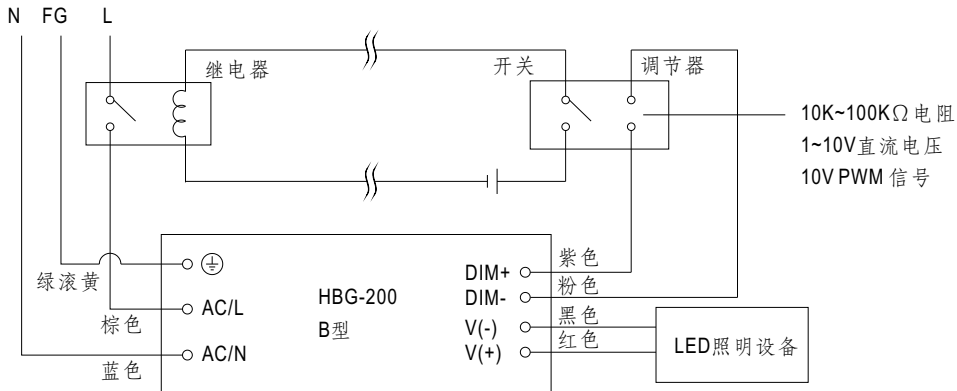 N FG L
继电器
开关
调节器
10K~100KΩ电阻
1~10V直流电压
10V PWM 信号
绿滚黄
棕色
AC/L
蓝色
AC/N
HBG-200
B型
DIM+
紫色
DIM-
粉色
V(-)
黑色
V(+)
红色
LED照明设备